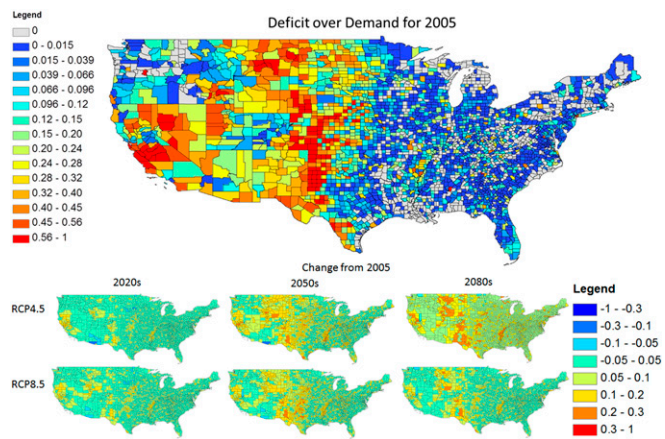 Deficit over Demand for 2005
Legend
0
0 - 0.015
0.015 - 0.039
0.039 - 0.066
0.066 - 0.096
0.096 - 0.12
0.12 - 0.15
0.15 - 0.20
0.20 - 0.24
0.24 - 0.28
0.28 - 0.32
0.32 - 0.40
0.40 - 0.45
0.45 - 0.56
0.56 - 1
Change from 2005
2020s
2050s
2080s
RCP4.5
RCP8.5
Legend
-1 - -0.3
-0.3 - -0.1
-0.1 - -0.05
-0.05 - 0.05
0.05 - 0.1
0.1 - 0.2
0.2 - 0.3
0.3 - 1